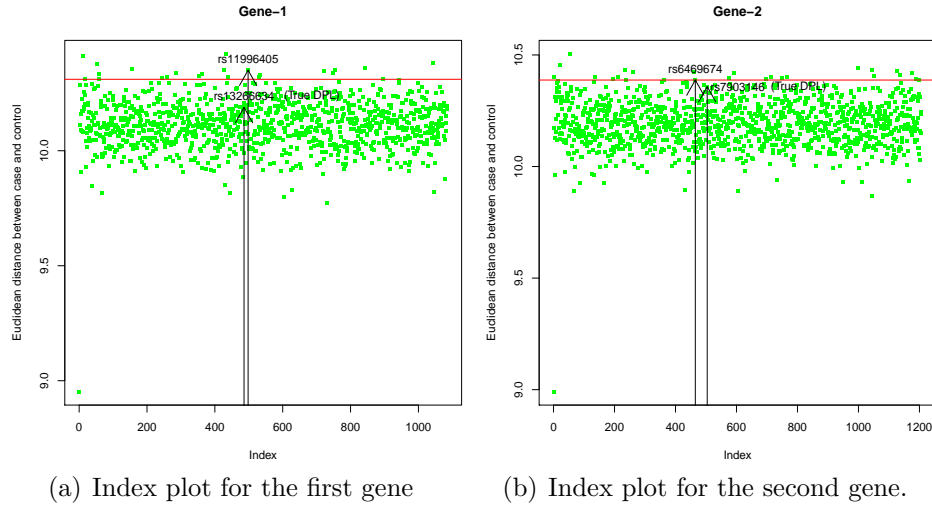 Gene−1
Euclidean distance between case and control
10.0
9.5
9.0
rs11996405
rs13266634 (True DPL)
0 200 400 600 800 1000
Index
(a) Index plot for the first gene
Gene−2
Euclidean distance between case and control
10.5
10.0
9.5
9.0
rs6469674
rs7903146 (True DPL)
0 200 400 600 800 1000 1200
Index
(b) Index plot for the second gene.